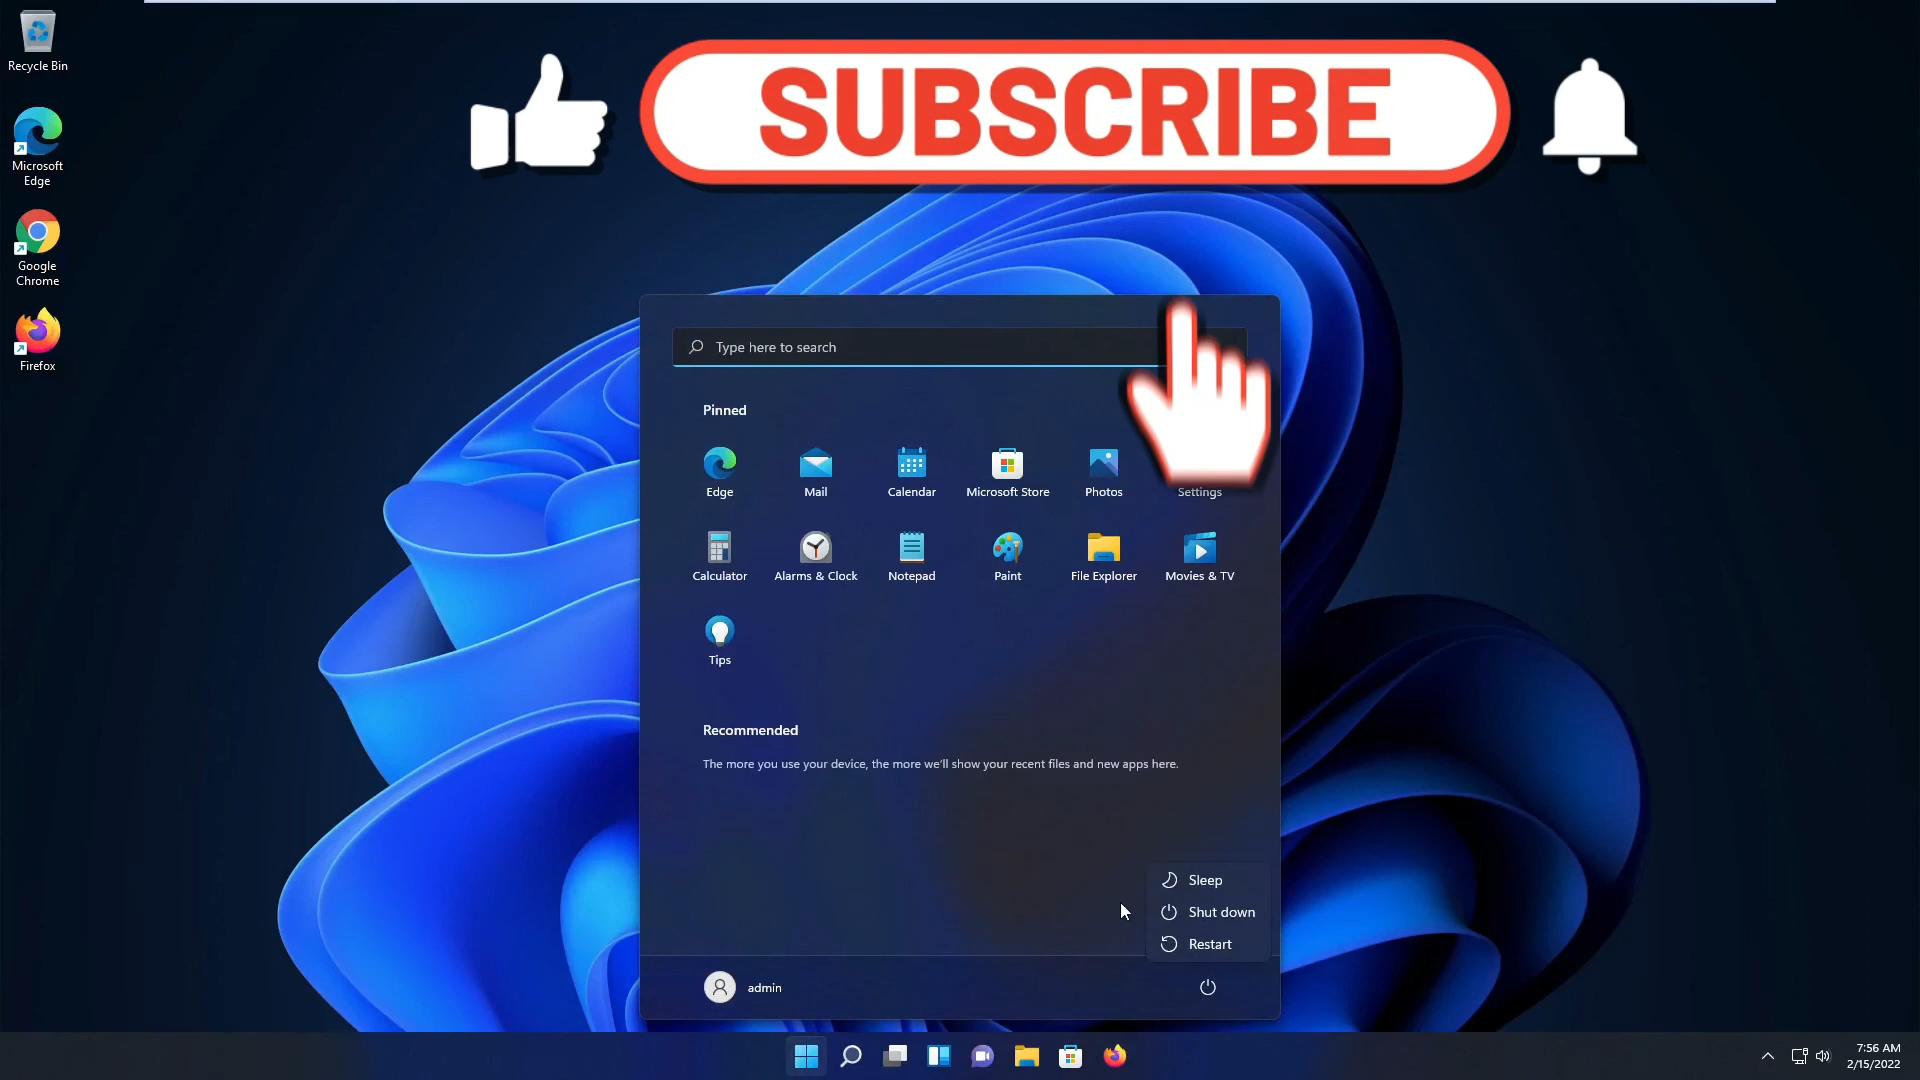 Recycle Bin
Microsoft
Edge
Google
Chrome
Firefox
SUBSCRIBE
Type here to search
Pinned
Edge
Mail
Calendar
Microsoft Store
Photos
Settings
Calculator
Alarms & Clock
Notepad
Paint
File Explorer
Movies & TV
Tips
Recommended
The more you use your device, the more we'll show your recent files and new apps here.
Sleep
Shut down
Restart
admin
7:56 AM
2/15/2022